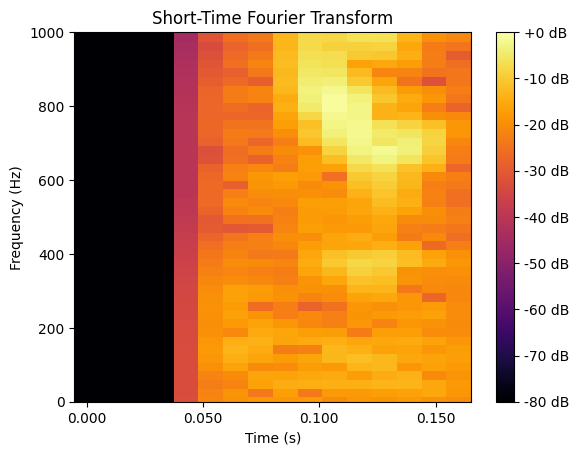 Short-Time Fourier Transform
1000
800
600
400
200
0
Frequency (Hz)
0.000
0.050
0.100
0.150
Time (s)
+0 dB
-10 dB
-20 dB
-30 dB
-40 dB
-50 dB
-60 dB
-70 dB
-80 dB